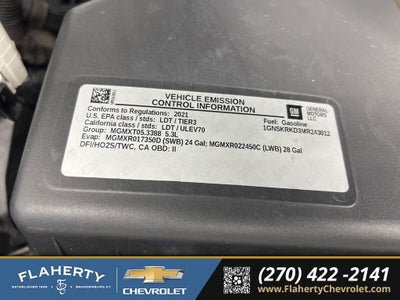 VEHICLE EMISSION
CONTROL INFORMATION
Conforms to Regulations: 2021
U.S. EPA class / stds: LDT / TIER3
California class / stds: LDT / ULEV70
Group: MGMXT05.3388 5.3L
Evap: MGMXR017350D (SWB) 24 Gal; MGMXR022450C (LWB) 28 Gal
DFI/HO2S/TWC, CA OBD: II
GM
GENERAL MOTORS LLC
Fuel: Gasoline
1GNSKRKD3MR243612
FLAHERTY
CHEVROLET
(270) 422-2141
www.FlahertyChevrolet.com